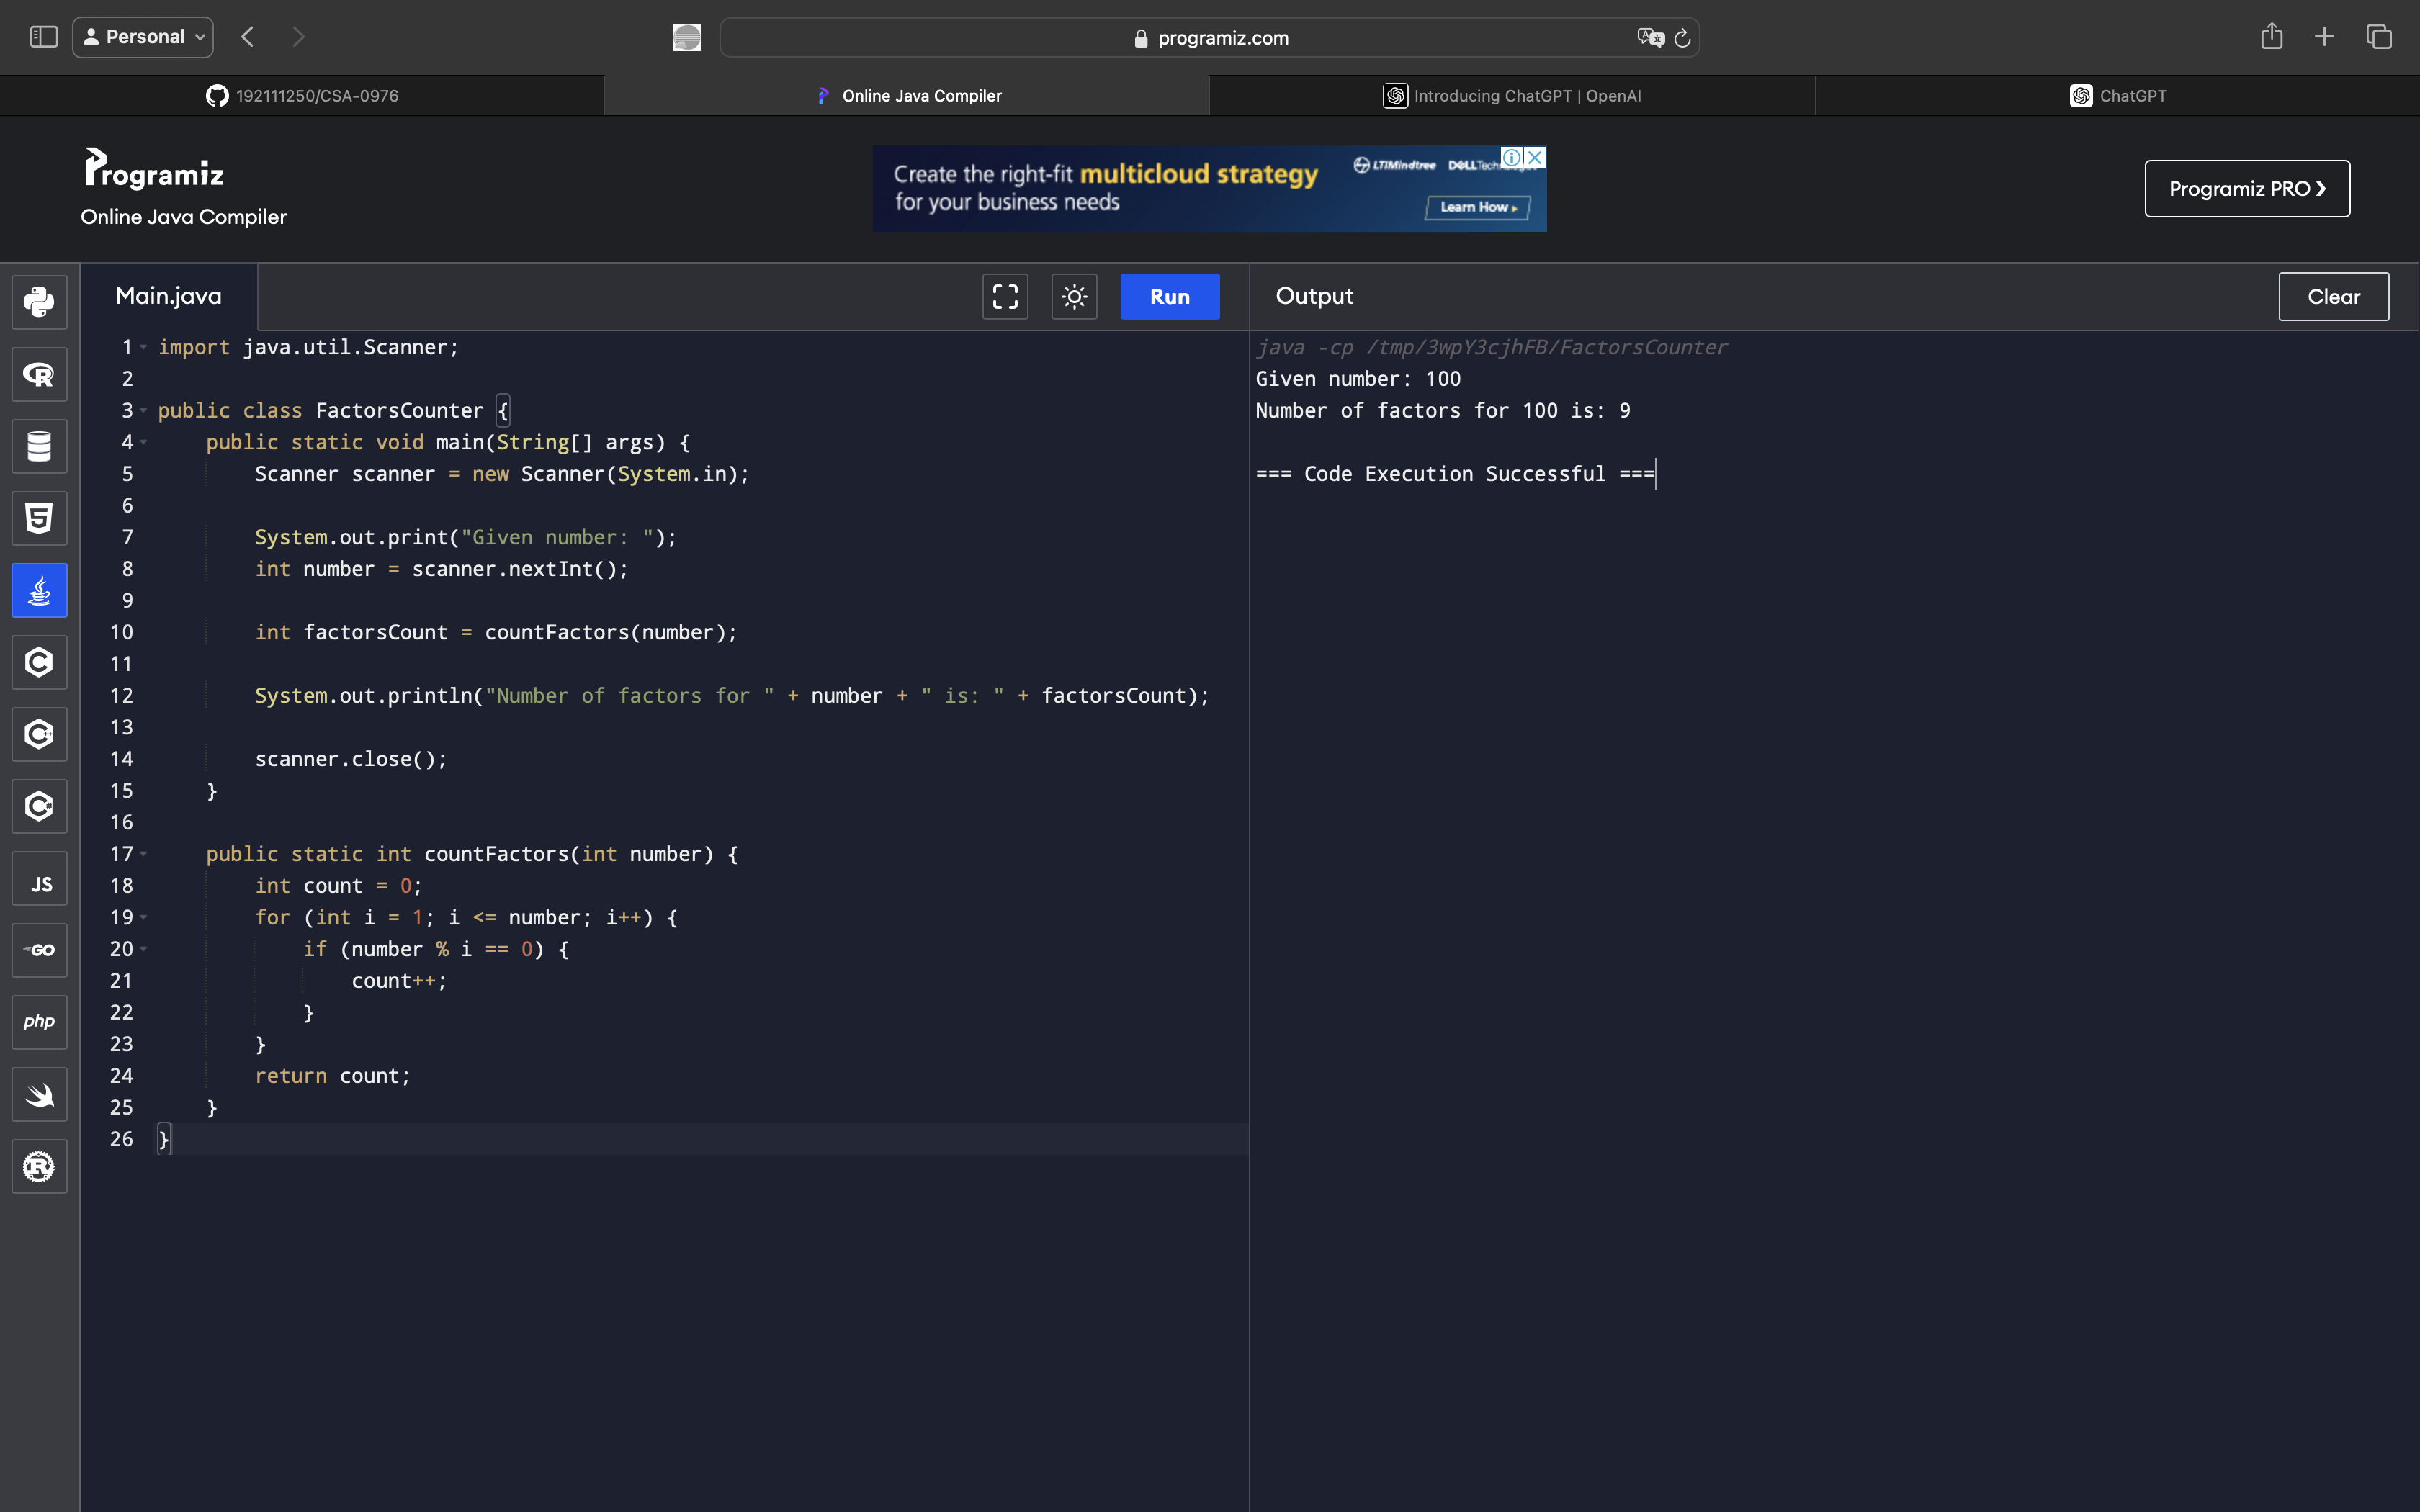 Personal
programiz.com
192111250/CSA-0976
Online Java Compiler
Introducing ChatGPT | OpenAI
ChatGPT
Programiz
Online Java Compiler
Create the right-fit multicloud strategy
for your business needs
LTIMindtree
Learn How
Programiz PRO ❯
Main.java
Run
Output
Clear
1 import java.util.Scanner;
2
3 public class FactorsCounter {
4     public static void main(String[] args) {
5         Scanner scanner = new Scanner(System.in);
6
7         System.out.print("Given number: ");
8         int number = scanner.nextInt();
9
10         int factorsCount = countFactors(number);
11
12         System.out.println("Number of factors for " + number + " is: " + factorsCount);
13
14         scanner.close();
15     }
16
17     public static int countFactors(int number) {
18         int count = 0;
19         for (int i = 1; i <= number; i++) {
20             if (number % i == 0) {
21                 count++;
22             }
23         }
24         return count;
25     }
26 }
java -cp /tmp/3wpY3cjhFB/FactorsCounter
Given number: 100
Number of factors for 100 is: 9
=== Code Execution Successful ===
R
5
C
C++
C#
JS
GO
php
R